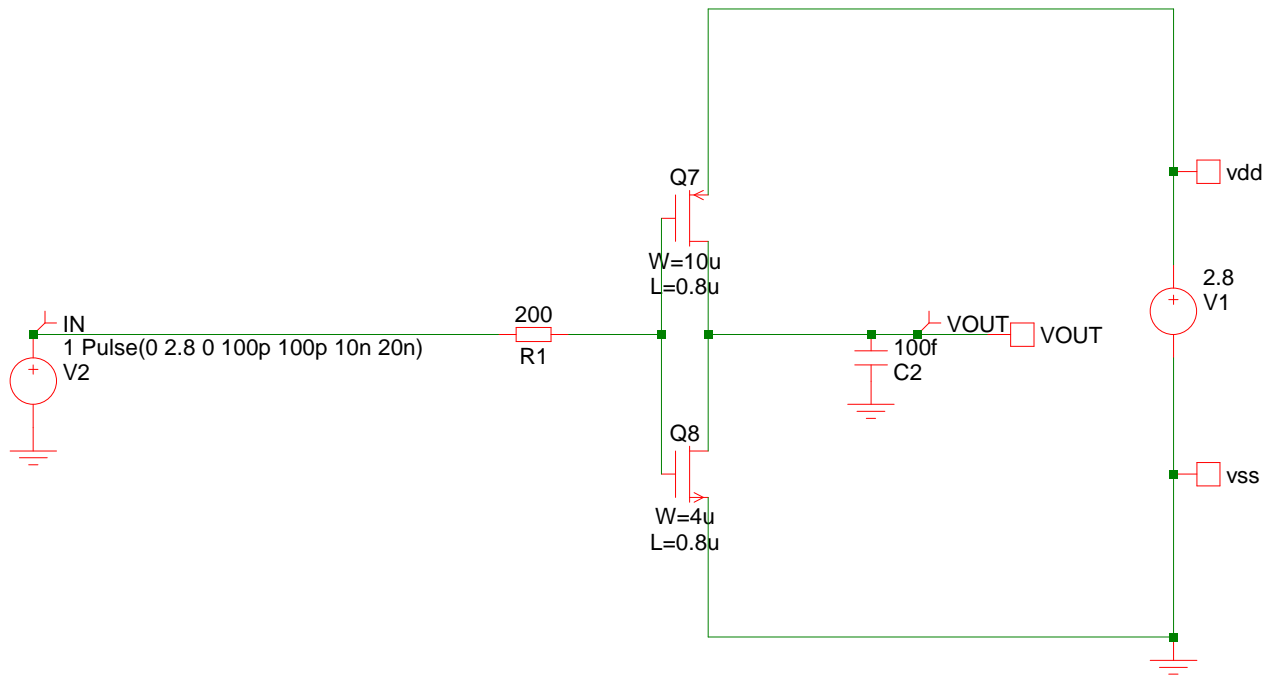 Q7
W=10u
L=0.8u
vdd
2.8
V1
IN
1 Pulse(0 2.8 0 100p 100p 10n 20n)
V2
200
R1
VOUT
VOUT
100f
C2
Q8
W=4u
L=0.8u
vss